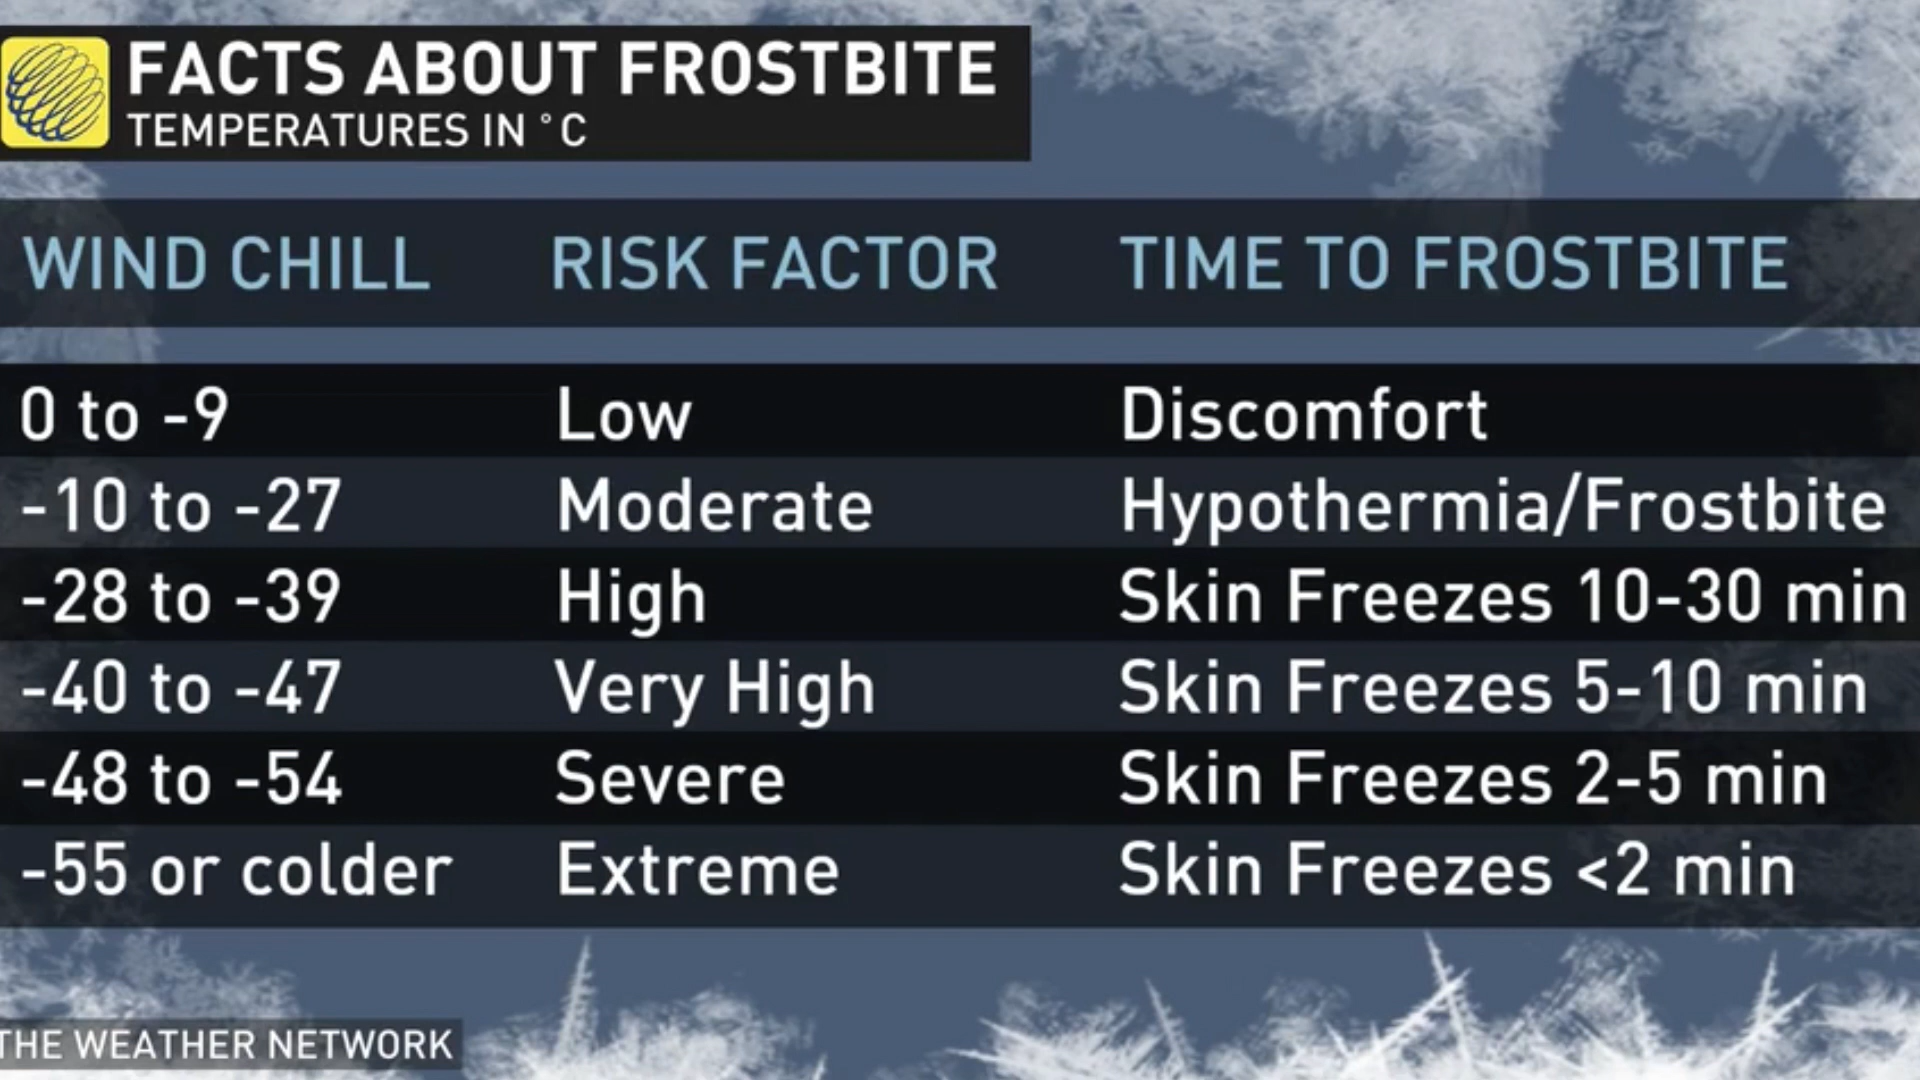 FACTS ABOUT FROSTBITE
TEMPERATURES IN °C
WIND CHILL RISK FACTOR TIME TO FROSTBITE
0 to -9 Low Discomfort
-10 to -27 Moderate Hypothermia/Frostbite
-28 to -39 High Skin Freezes 10-30 min
-40 to -47 Very High Skin Freezes 5-10 min
-48 to -54 Severe Skin Freezes 2-5 min
-55 or colder Extreme Skin Freezes <2 min
THE WEATHER NETWORK